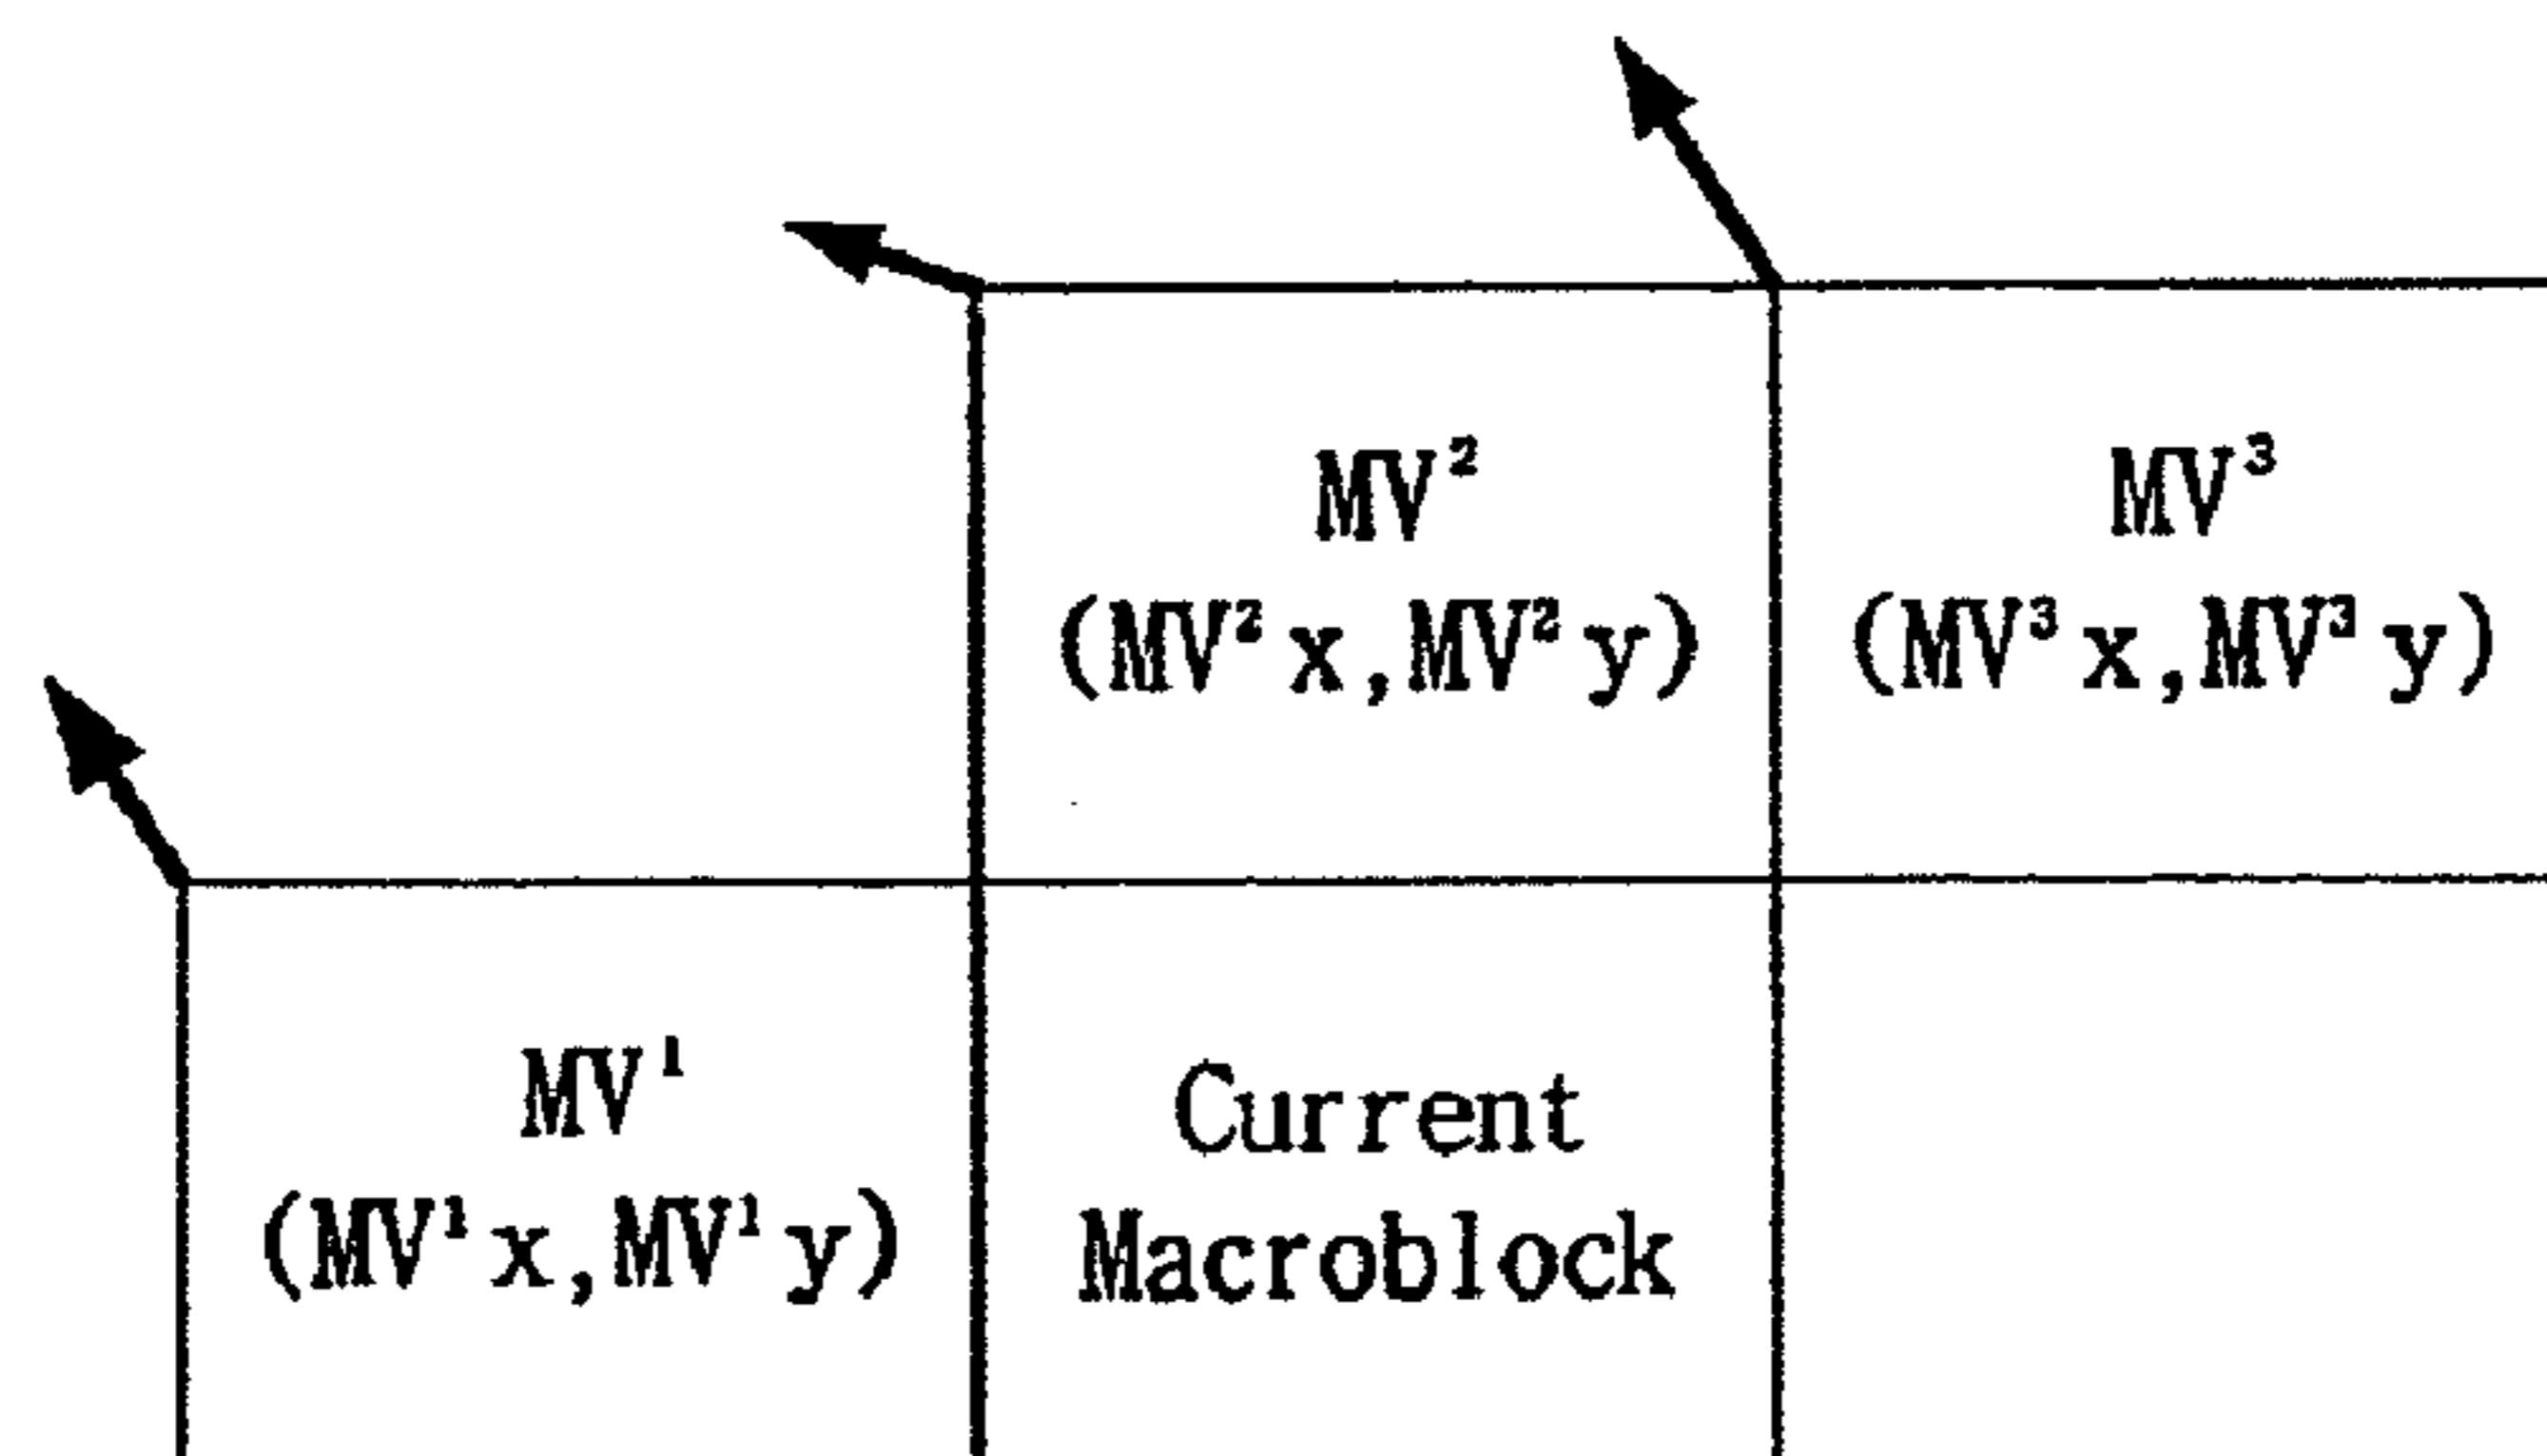 MV²
(MV²x,MV²y)
MV³
(MV³x,MV³y)
MV¹
(MV¹x,MV¹y)
Current
Macroblock